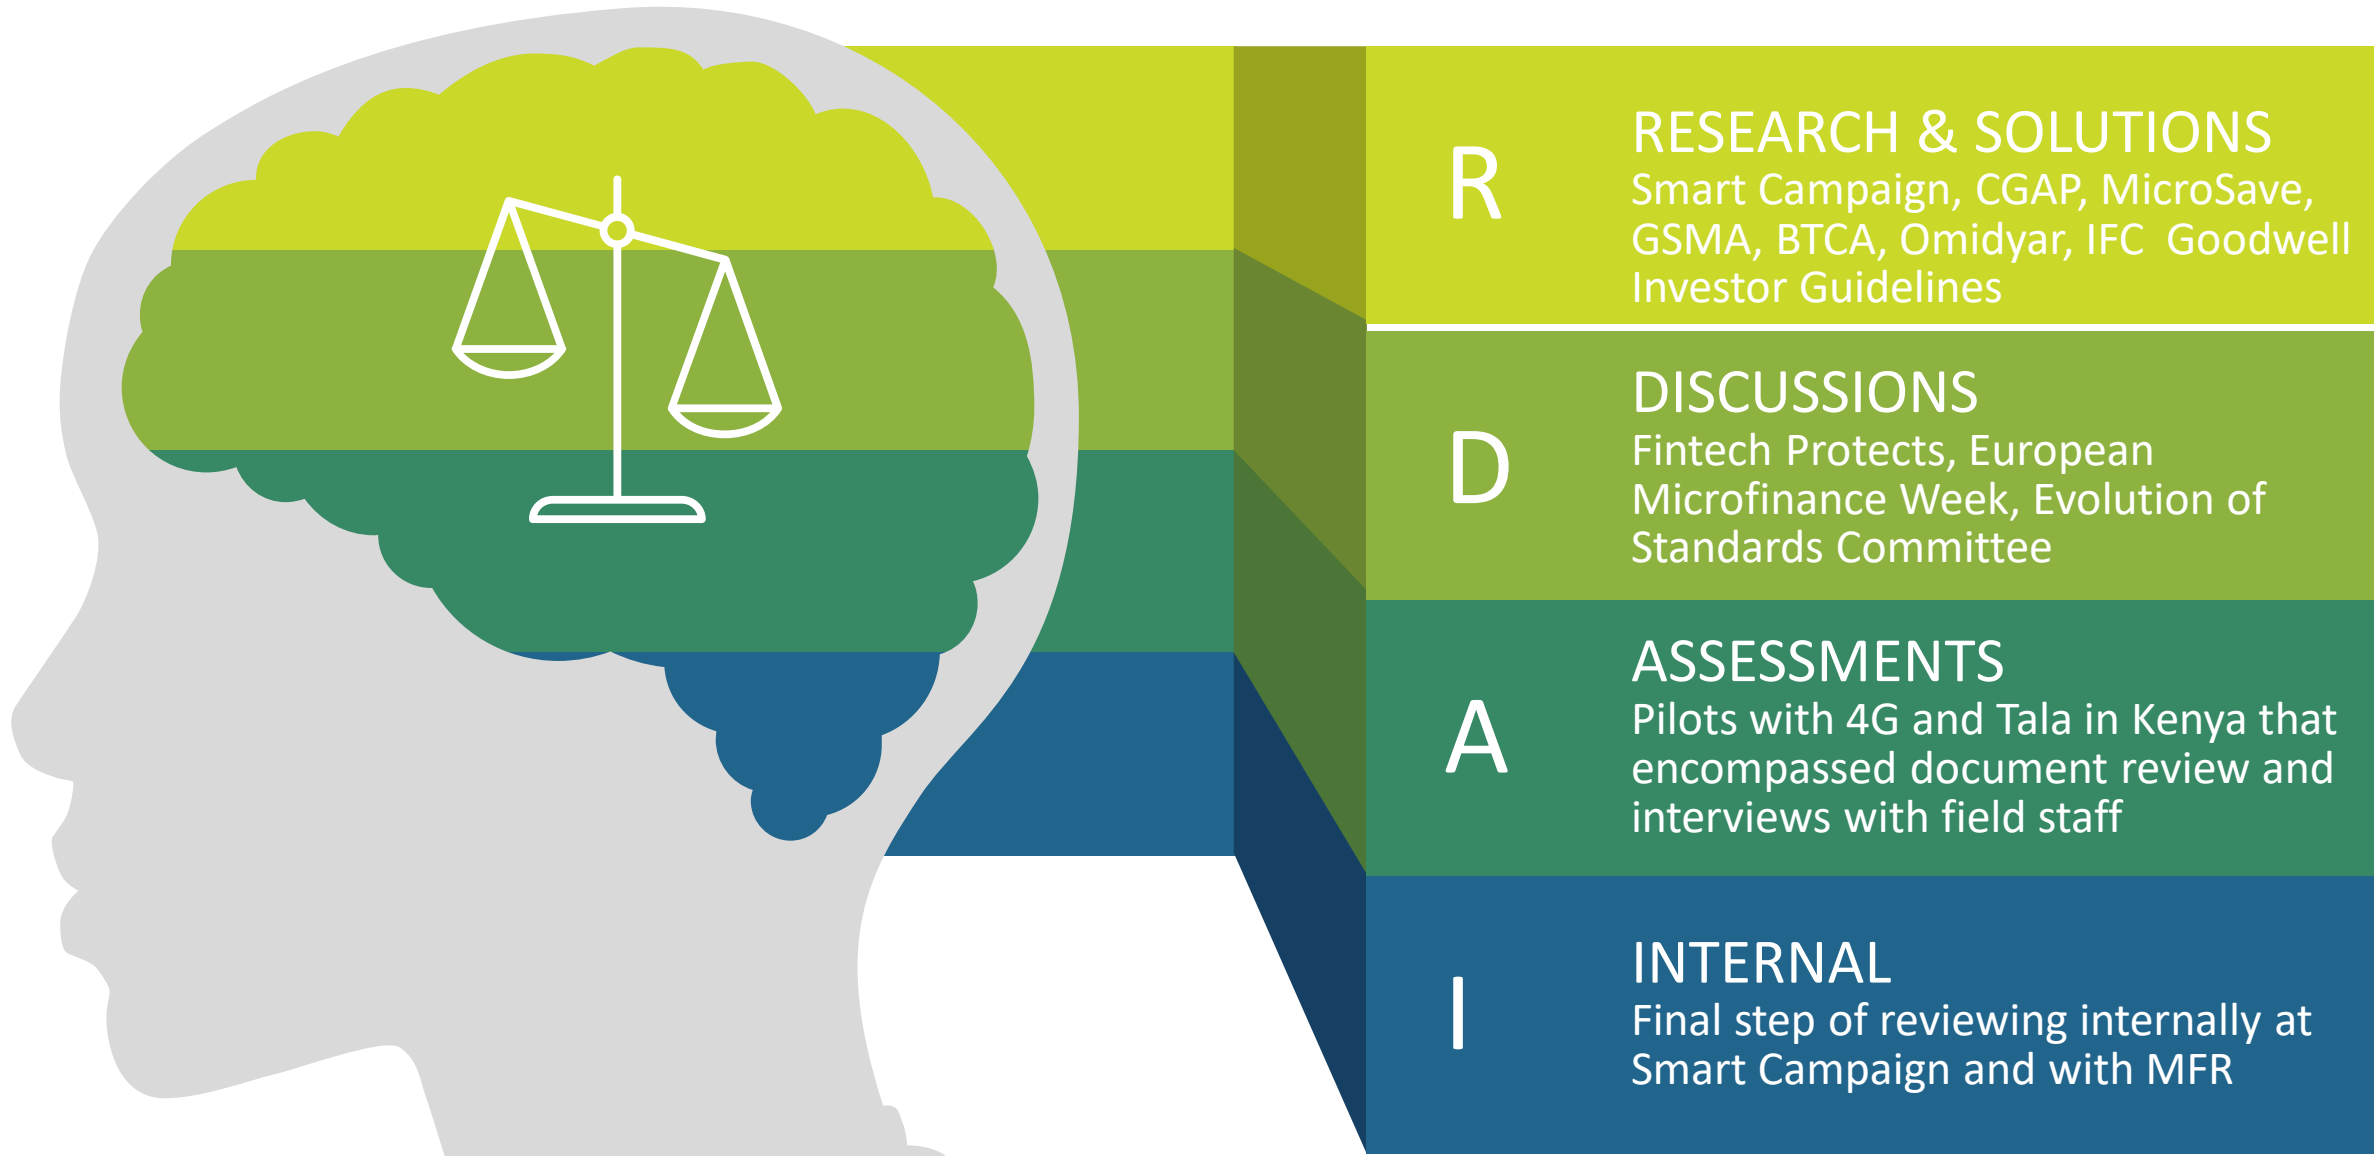 R
RESEARCH & SOLUTIONS
Smart Campaign, CGAP, MicroSave,
GSMA, BTCA, Omidyar, IFC  Goodwell
Investor Guidelines
D
DISCUSSIONS
Fintech Protects, European
Microfinance Week, Evolution of
Standards Committee
A
ASSESSMENTS
Pilots with 4G and Tala in Kenya that
encompassed document review and
interviews with field staff
I
INTERNAL
Final step of reviewing internally at
Smart Campaign and with MFR